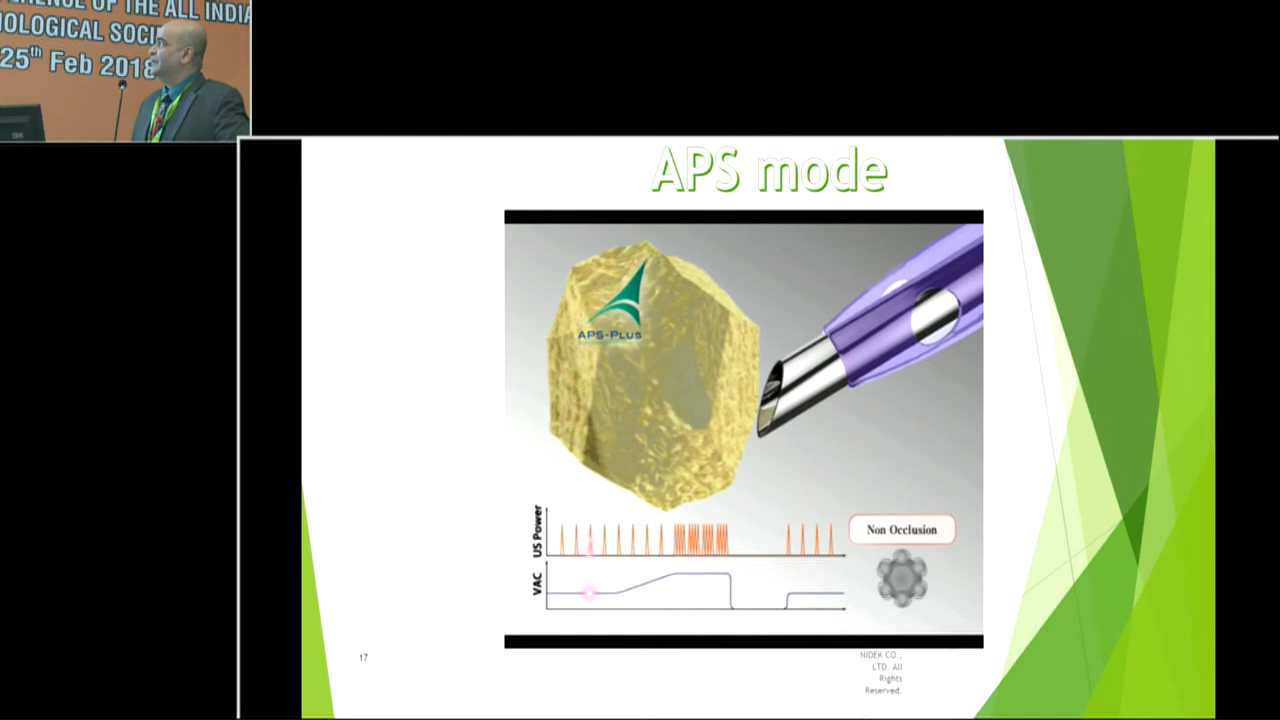 ERENCE OF THE ALL INDIA
OLOGICAL SOCI
25th Feb 2018
APS mode
APS-PLUS
US Power
VAC
Non Occlusion
17
NIDEK CO.,
LTD. All
Rights
Reserved.